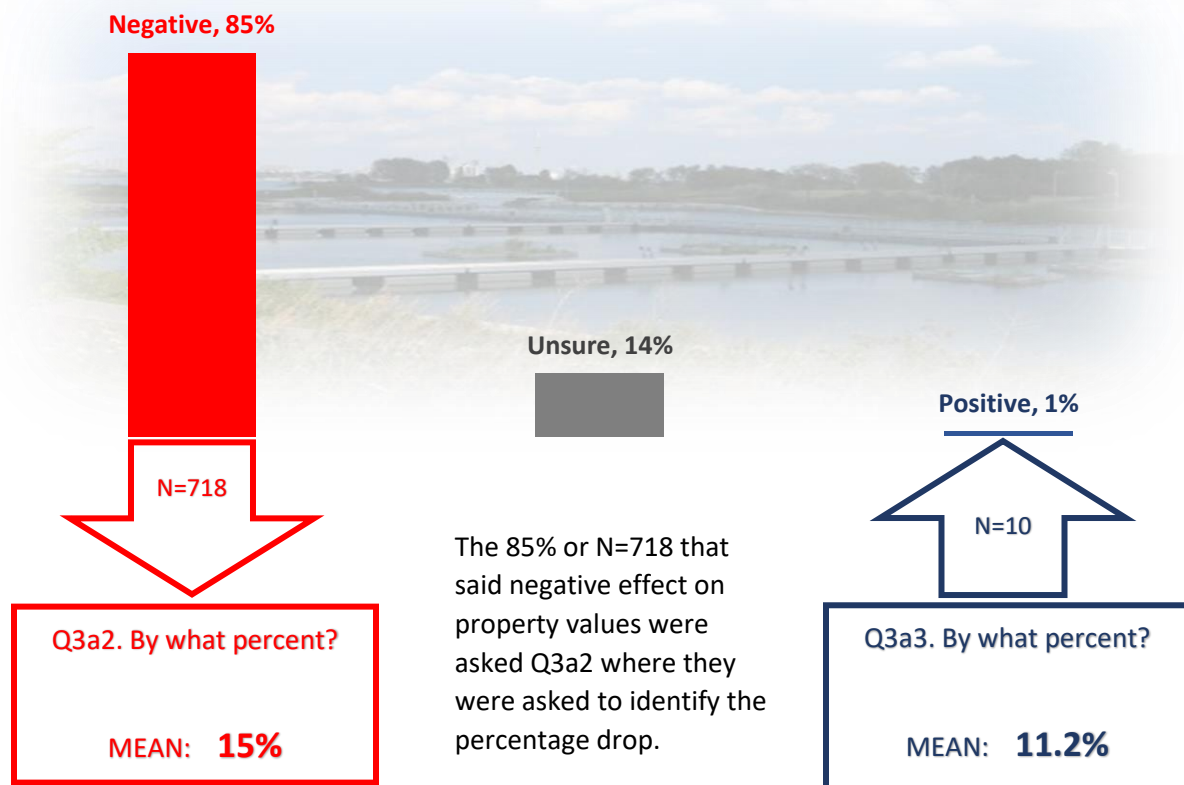 Negative, 85%
Unsure, 14%
Positive, 1%
N=718
N=10
The 85% or N=718 that
said negative effect on
property values were
asked Q3a2 where they
were asked to identify the
percentage drop.
Q3a2. By what percent?
MEAN: 15%
Q3a3. By what percent?
MEAN: 11.2%